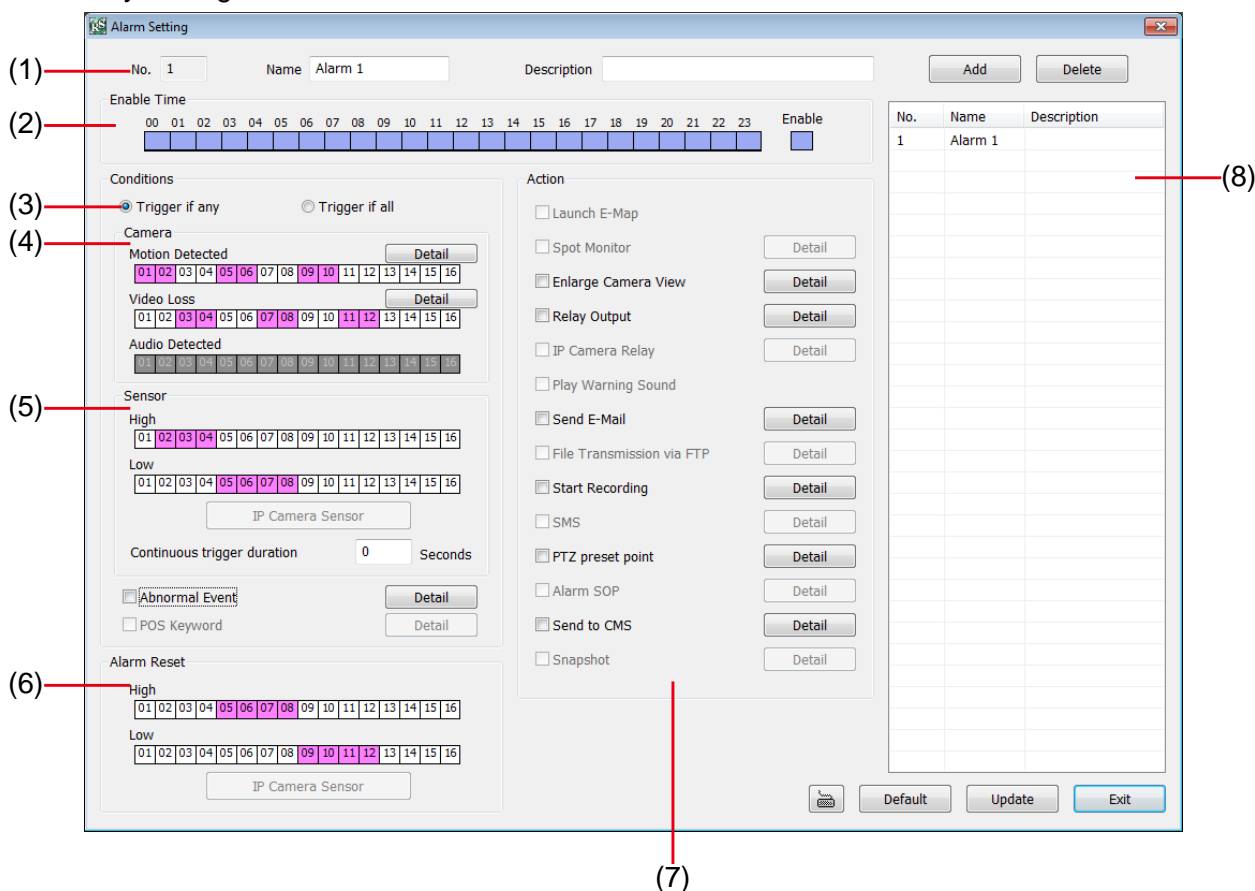 Alarm Setting
(1)
No. 1 Name Alarm 1 Description Add Delete
Enable Time
(2)
00 01 02 03 04 05 06 07 08 09 10 11 12 13 14 15 16 17 18 19 20 21 22 23 Enable
Conditions
(3)
Trigger if any Trigger if all
(4)
Camera
Motion Detected Detail
01 02 03 04 05 06 07 08 09 10 11 12 13 14 15 16
Video Loss Detail
01 02 03 04 05 06 07 08 09 10 11 12 13 14 15 16
Audio Detected
01 02 03 04 05 06 07 08 09 10 11 12 13 14 15 16
(5)
Sensor
High
01 02 03 04 05 06 07 08 09 10 11 12 13 14 15 16
Low
01 02 03 04 05 06 07 08 09 10 11 12 13 14 15 16
IP Camera Sensor
Continuous trigger duration 0 Seconds
Abnormal Event Detail
POS Keyword Detail
Alarm Reset
(6)
High
01 02 03 04 05 06 07 08 09 10 11 12 13 14 15 16
Low
01 02 03 04 05 06 07 08 09 10 11 12 13 14 15 16
IP Camera Sensor
Action
Launch E-Map
Spot Monitor Detail
Enlarge Camera View Detail
Relay Output Detail
IP Camera Relay Detail
Play Warning Sound
Send E-Mail Detail
File Transmission via FTP Detail
Start Recording Detail
SMS Detail
PTZ preset point Detail
Alarm SOP Detail
Send to CMS Detail
Snapshot Detail
(7)
No. Name Description
1 Alarm 1
(8)
Default Update Exit